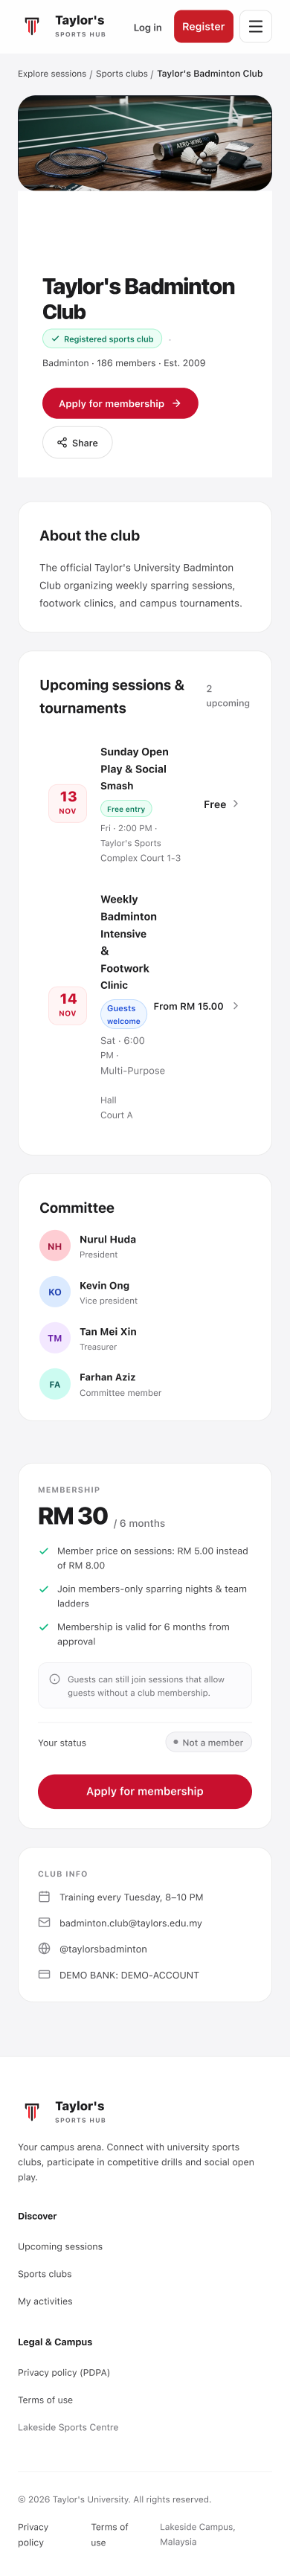 Taylor's
SPORTS HUB
Log in
Register
Explore sessions / Sports clubs / Taylor's Badminton Club
AERO-WING
Taylor's Badminton
Club
Registered sports club ·
Badminton · 186 members · Est. 2009
Apply for membership
Share
About the club
The official Taylor's University Badminton
Club organizing weekly sparring sessions,
footwork clinics, and campus tournaments.
Upcoming sessions &
tournaments
2
upcoming
13
NOV
Sunday Open
Play & Social
Smash
Free entry
Fri · 2:00 PM ·
Taylor's Sports
Complex Court 1-3
Free
14
NOV
Weekly
Badminton
Intensive
&
Footwork
Clinic
Guests
welcome
Sat · 6:00
PM ·
Multi-Purpose
Hall
Court A
From RM 15.00
Committee
NH
Nurul Huda
President
KO
Kevin Ong
Vice president
TM
Tan Mei Xin
Treasurer
FA
Farhan Aziz
Committee member
MEMBERSHIP
RM 30 / 6 months
Member price on sessions: RM 5.00 instead
of RM 8.00
Join members-only sparring nights & team
ladders
Membership is valid for 6 months from
approval
Guests can still join sessions that allow
guests without a club membership.
Your status
Not a member
Apply for membership
CLUB INFO
Training every Tuesday, 8–10 PM
badminton.club@taylors.edu.my
@taylorsbadminton
DEMO BANK: DEMO-ACCOUNT
Taylor's
SPORTS HUB
Your campus arena. Connect with university sports
clubs, participate in competitive drills and social open
play.
Discover
Upcoming sessions
Sports clubs
My activities
Legal & Campus
Privacy policy (PDPA)
Terms of use
Lakeside Sports Centre
© 2026 Taylor's University. All rights reserved.
Privacy
policy
Terms of
use
Lakeside Campus,
Malaysia